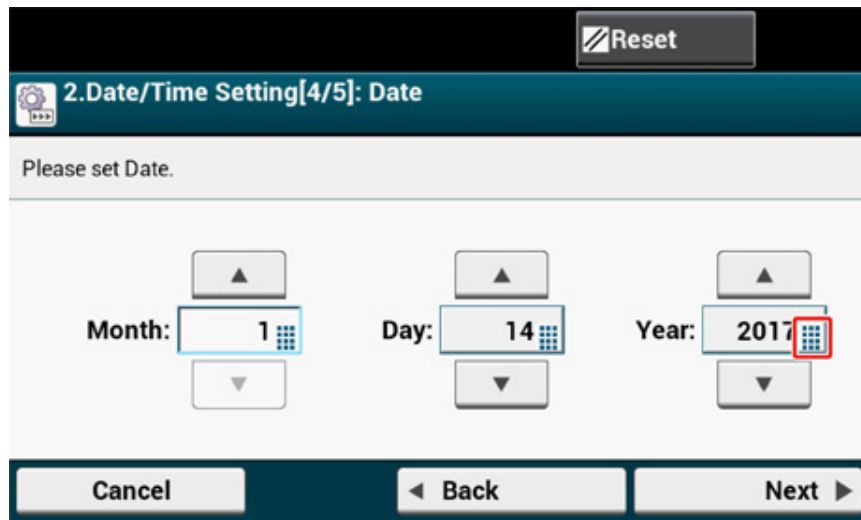 Reset
2.Date/Time Setting[4/5]: Date
Please set Date.
Month: 1 Day: 14 Year: 2017
Cancel Back Next